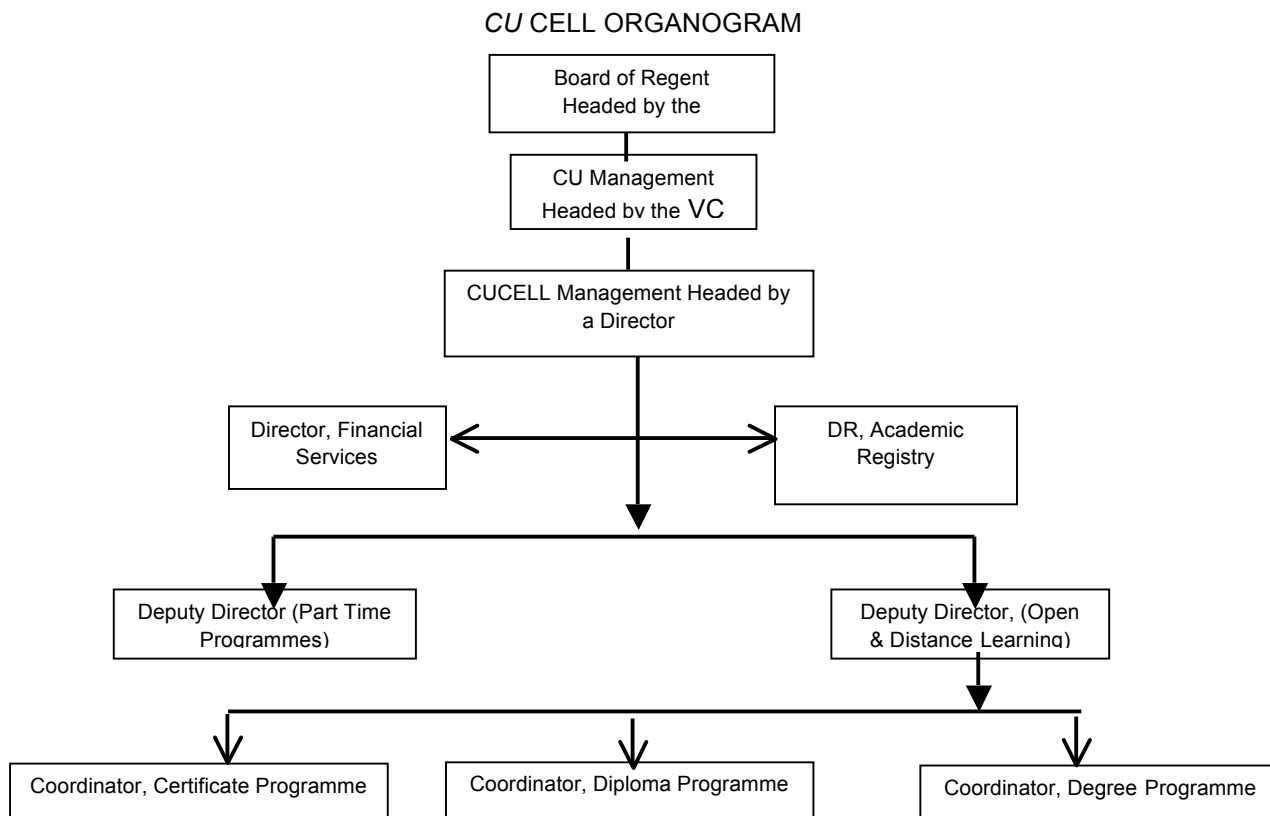 CU CELL ORGANOGRAM
Board of Regent
Headed by the
CU Management
Headed by the VC
CUCELL Management Headed by
a Director
Director, Financial
Services
DR, Academic
Registry
Deputy Director (Part Time
Programmes)
Deputy Director, (Open
& Distance Learning)
Coordinator, Certificate Programme
Coordinator, Diploma Programme
Coordinator, Degree Programme